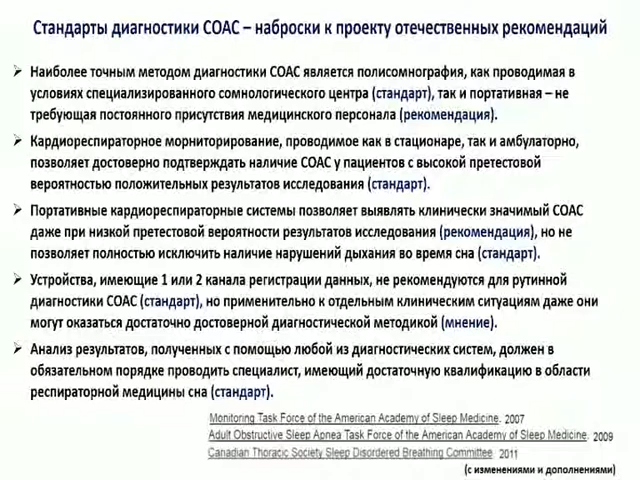 Стандарты диагностики СОАС – наброски к проекту отечественных рекомендаций
➢ Наиболее точным методом диагностики СОАС является полисомнография, как проводимая в
условиях специализированного сомнологического центра (стандарт), так и портативная – не
требующая постоянного присутствия медицинского персонала (рекомендация).
➢ Кардиореспираторное морниторирование, проводимое как в стационаре, так и амбулаторно,
позволяет достоверно подтверждать наличие СОАС у пациентов с высокой претестовой
вероятностью положительных результатов исследования (стандарт).
➢ Портативные кардиореспираторные системы позволяет выявлять клинически значимый СОАС
даже при низкой претестовой вероятности результатов исследования (рекомендация), но не
позволяет полностью исключить наличие нарушений дыхания во время сна (стандарт).
➢ Устройства, имеющие 1 или 2 канала регистрации данных, не рекомендуются для рутинной
диагностики СОАС (стандарт), но применительно к отдельным клиническим ситуациям даже они
могут оказаться достаточно достоверной диагностической методикой (мнение).
➢ Анализ результатов, полученных с помощью любой из диагностических систем, должен в
обязательном порядке проводить специалист, имеющий достаточную квалификацию в области
респираторной медицины сна (стандарт).
Monitoring Task Force of the American Academy of Sleep Medicine. 2007
Adult Obstructive Sleep Apnea Task Force of the American Academy of Sleep Medicine. 2009
Canadian Thoracic Society Sleep Disordered Breathing Committee 2011
(с изменениями и дополнениями)